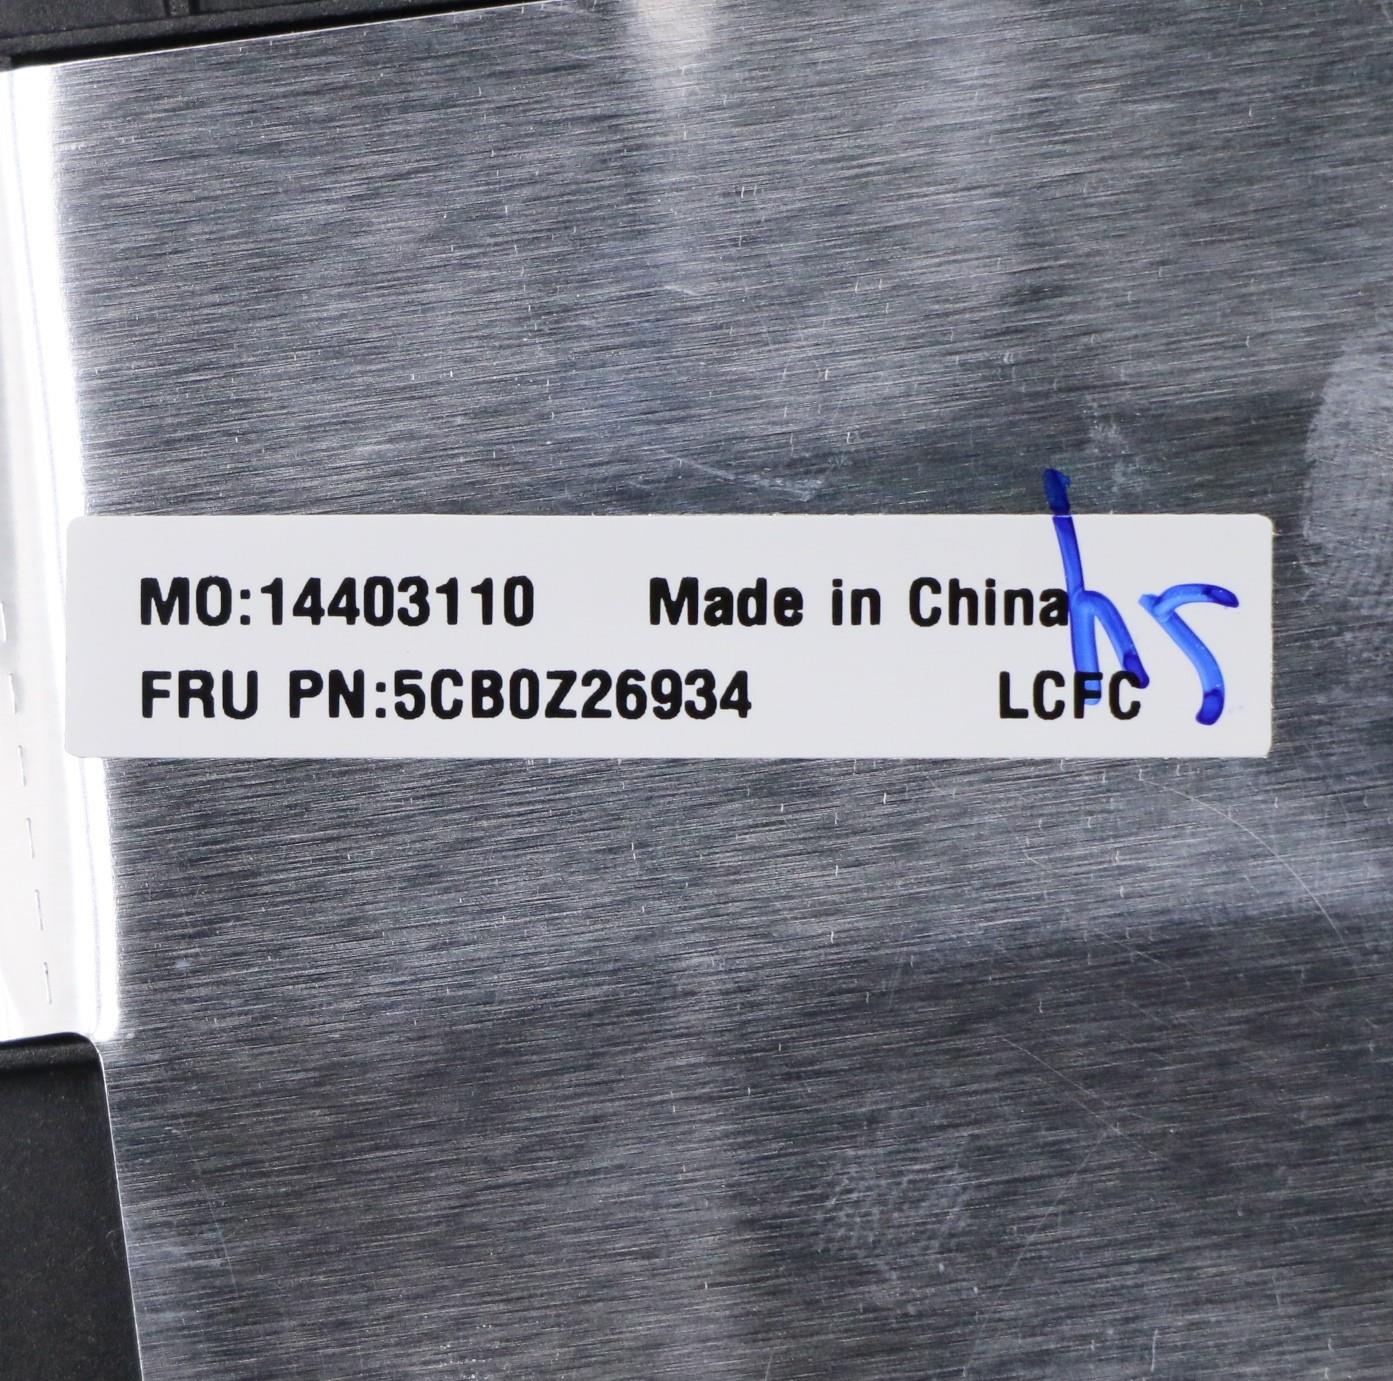 MO:14403110 Made in China
FRU PN:5CB0Z26934 LCFC